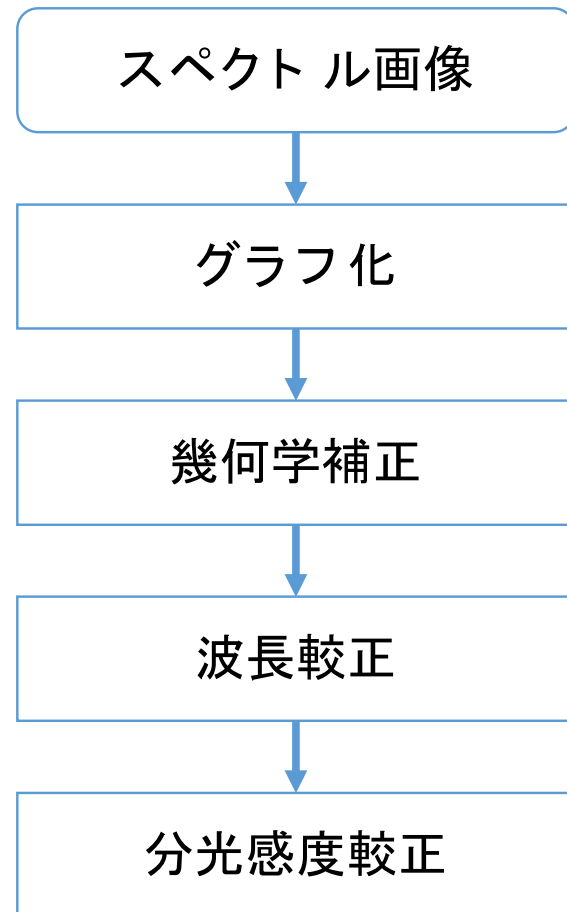 スペクトル画像
グラフ化
幾何学補正
波長較正
分光感度較正